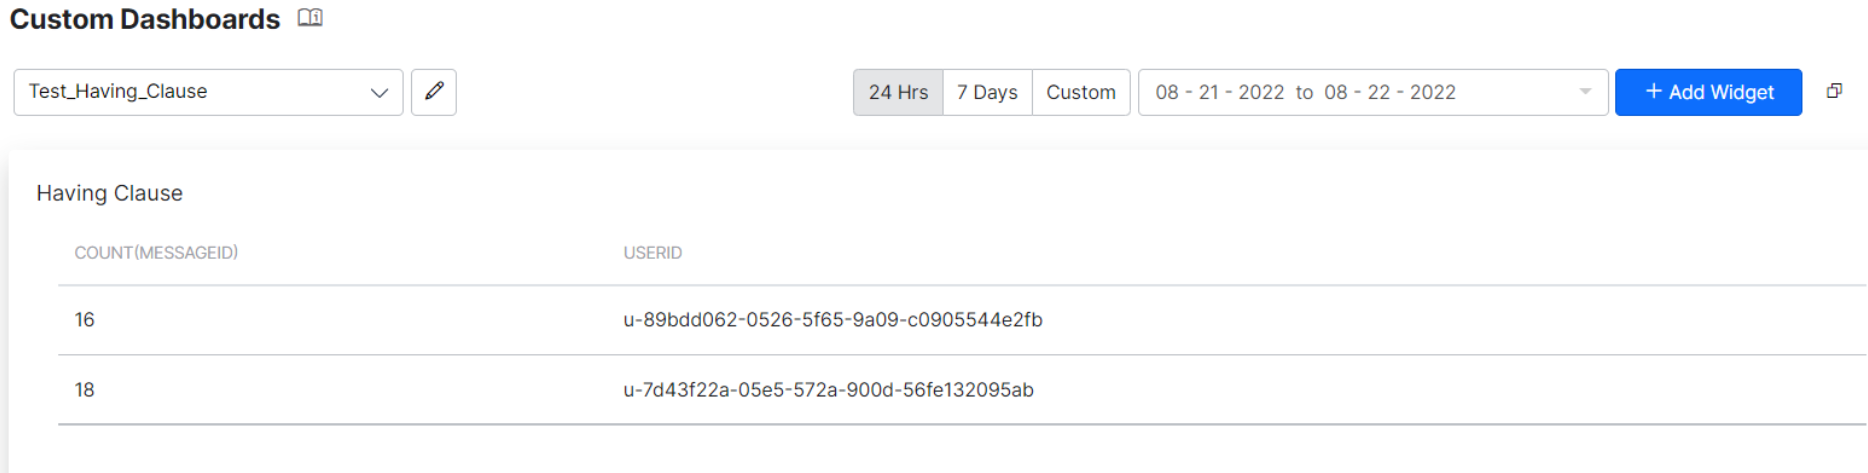 Custom Dashboards
Test_Having_Clause
24 Hrs 7 Days Custom 08 - 21 - 2022 to 08 - 22 - 2022 + Add Widget
Having Clause
COUNT(MESSAGEID) USERID
16 u-89bdd062-0526-5f65-9a09-c0905544e2fb
18 u-7d43f22a-05e5-572a-900d-56fe132095ab